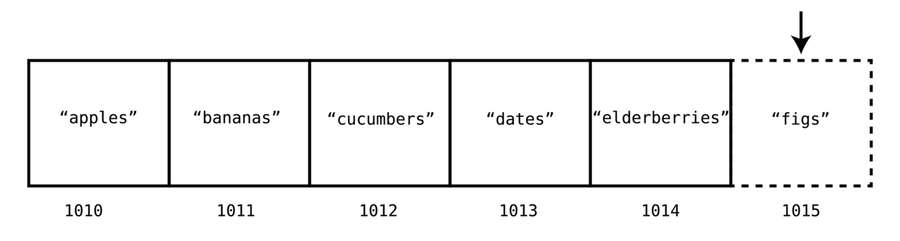 “apples” “bananas” “cucumbers” “dates” “elderberries” “figs”
1010 1011 1012 1013 1014 1015